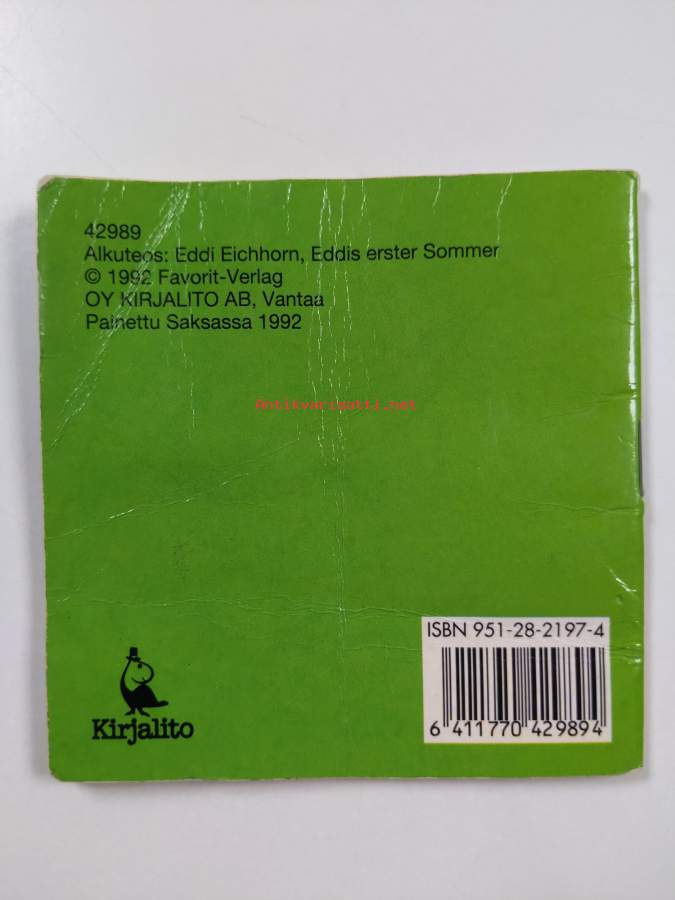 42989
Alkuteos: Eddi Eichhorn, Eddis erster Sommer
© 1992 Favorit-Verlag
OY KIRJALITO AB, Vantaa
Painettu Saksassa 1992
Antikvariaatti.net
ISBN 951-28-2197-4
6 411770 429894
Kirjalito